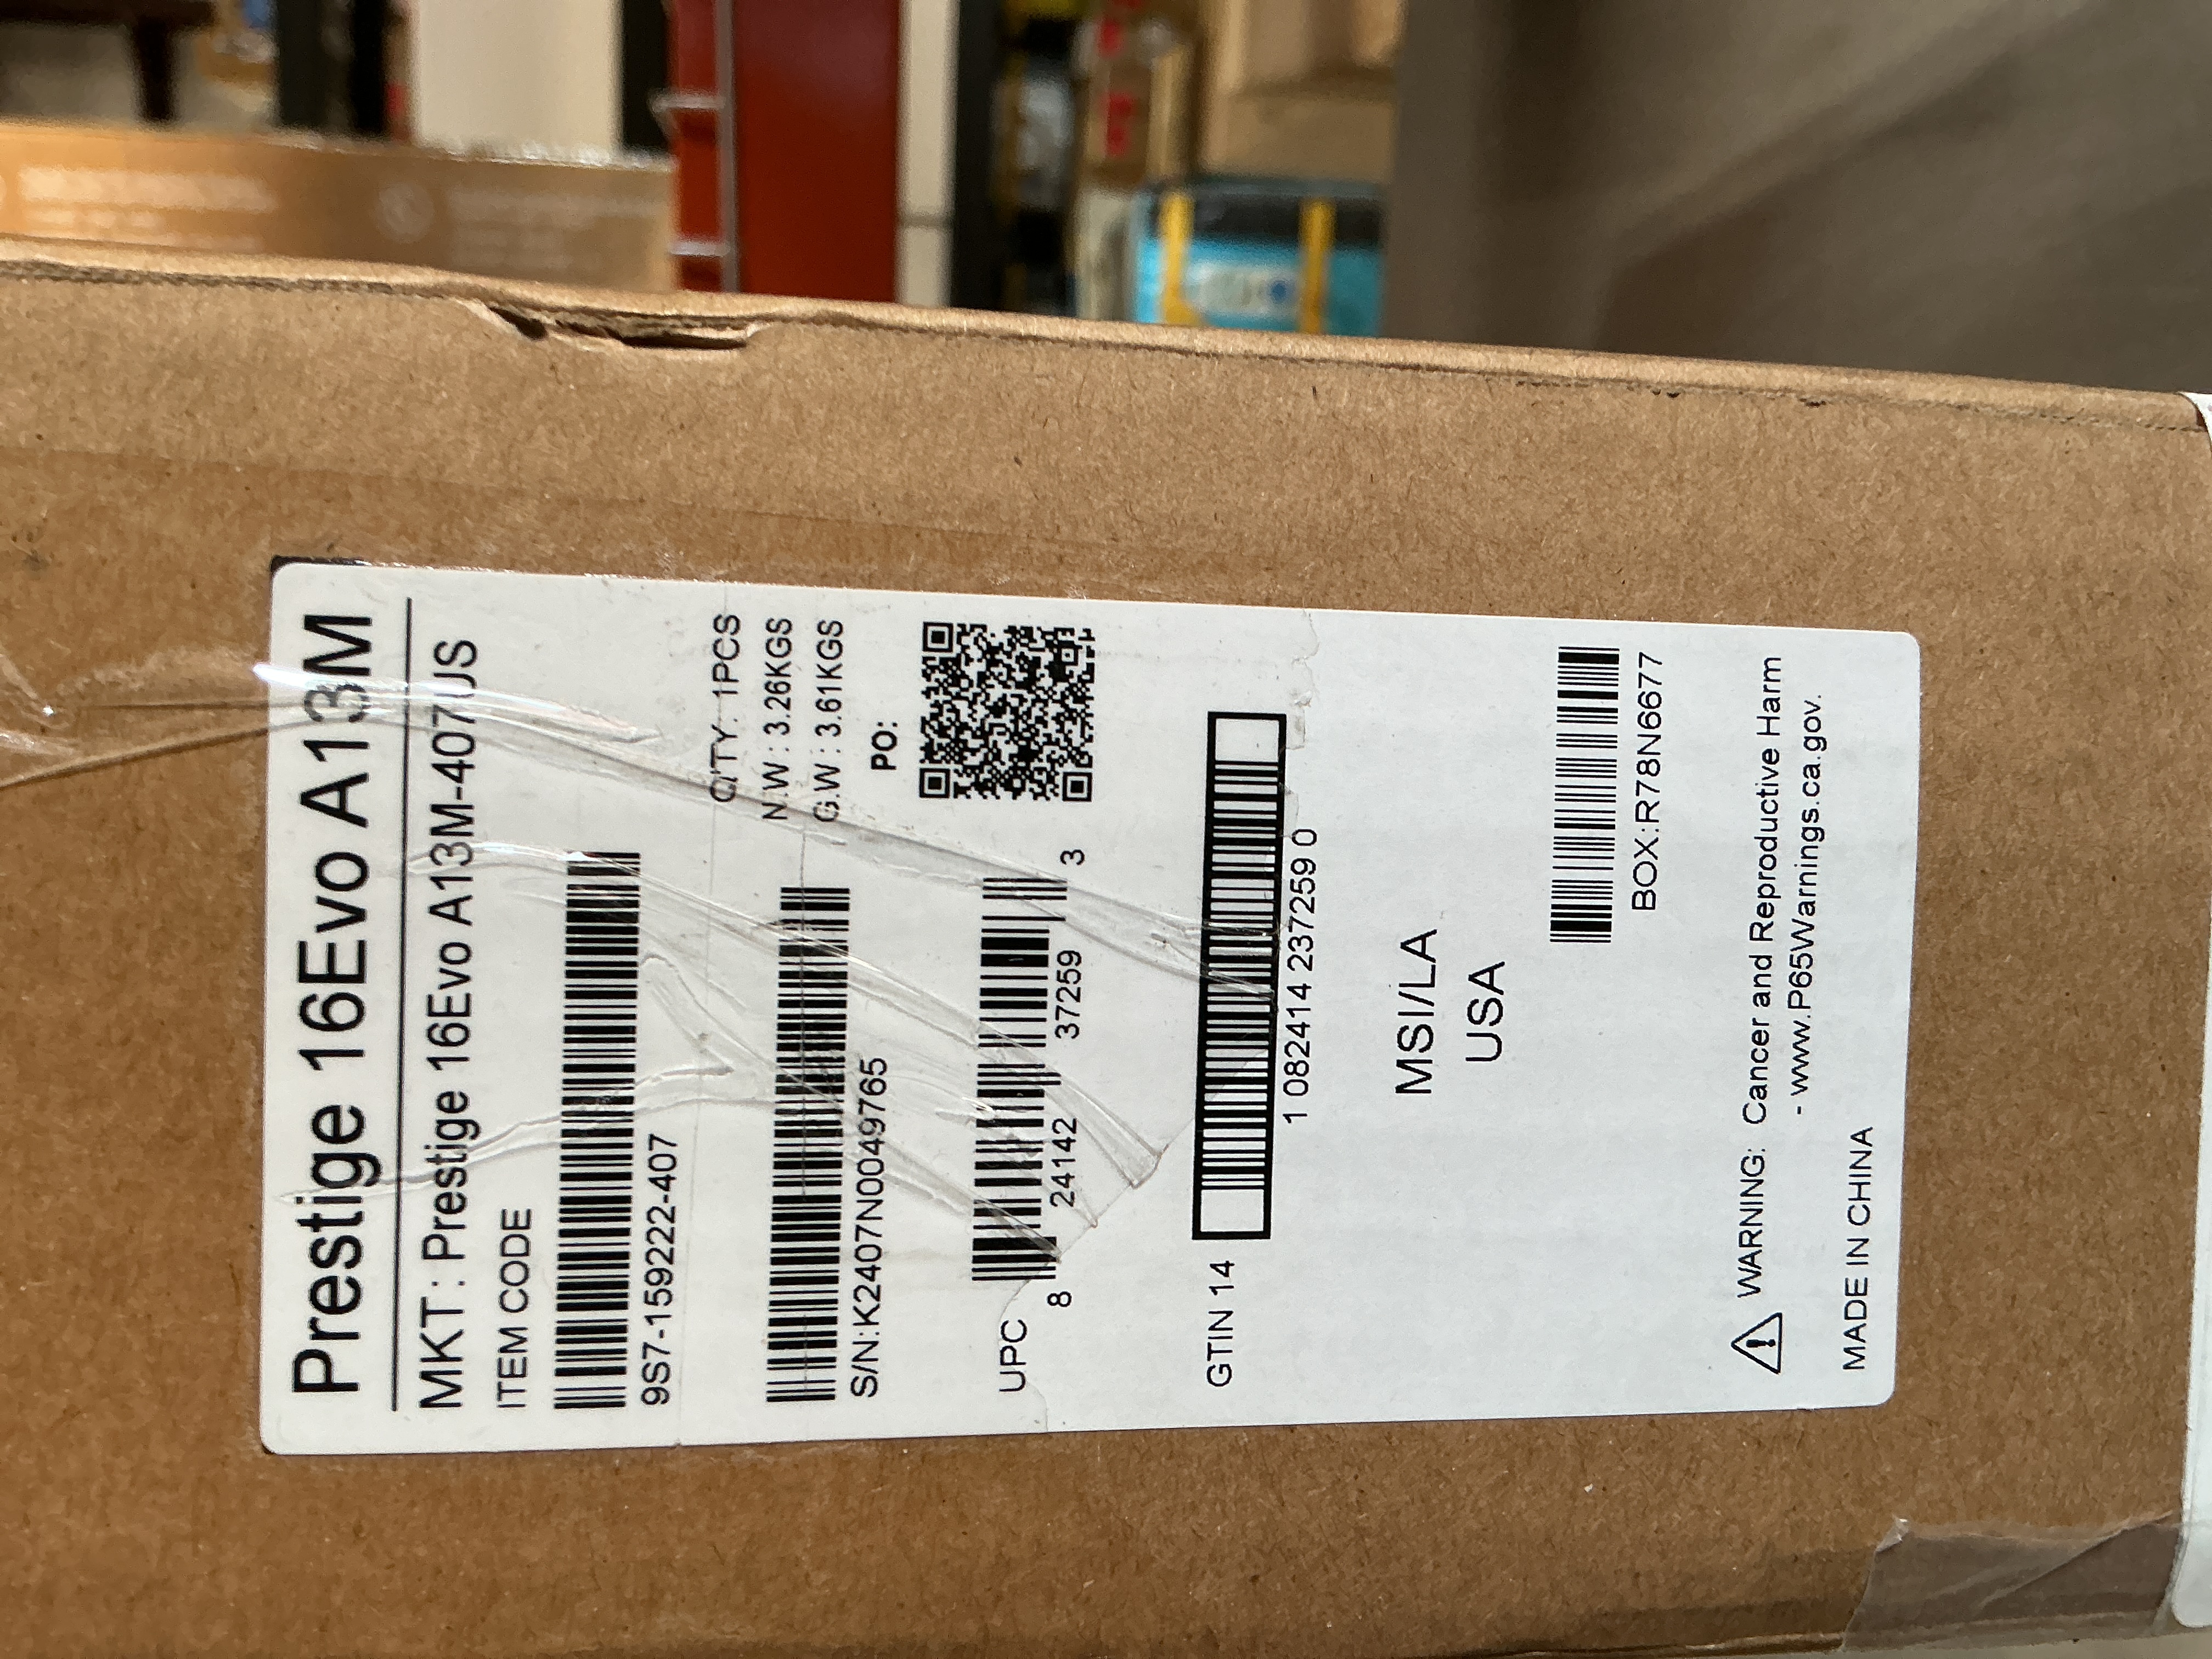 Prestige 16Evo A13M
MKT : Prestige 16Evo A13M-407US
ITEM CODE
9S7-159222-407
Q'TY: 1PCS
N.W : 3.26KGS
G.W : 3.61KGS
S/N:K2407N0049765
PO:
UPC
8 24142 37259 3
GTIN 14
1 082414 237259 0
MSI/LA
USA
BOX:R78N6677
WARNING: Cancer and Reproductive Harm
- www.P65Warnings.ca.gov.
MADE IN CHINA